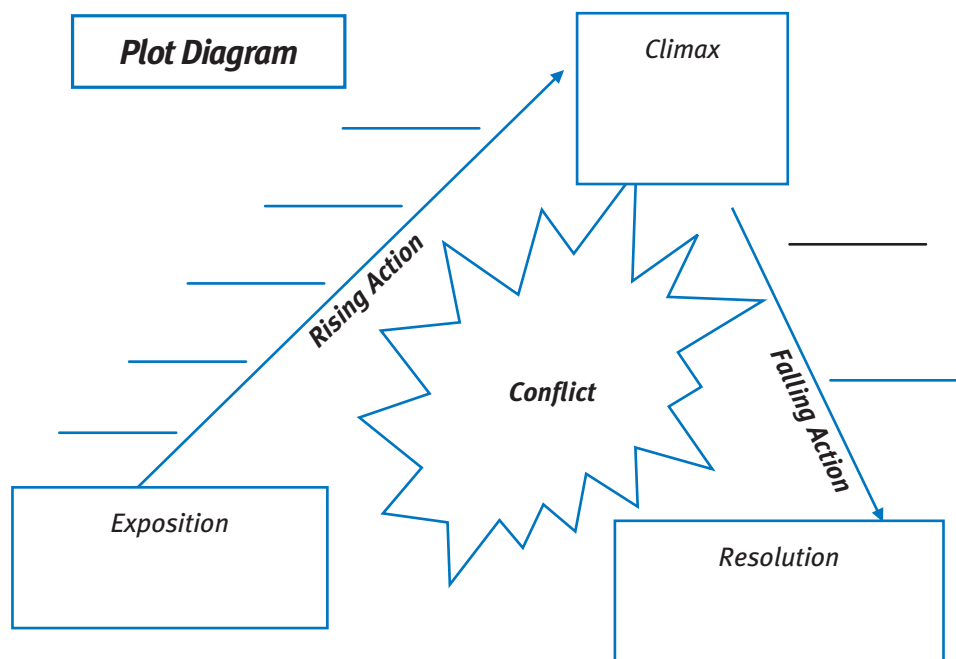 Plot Diagram
Climax
Rising Action
Conflict
Falling Action
Exposition
Resolution